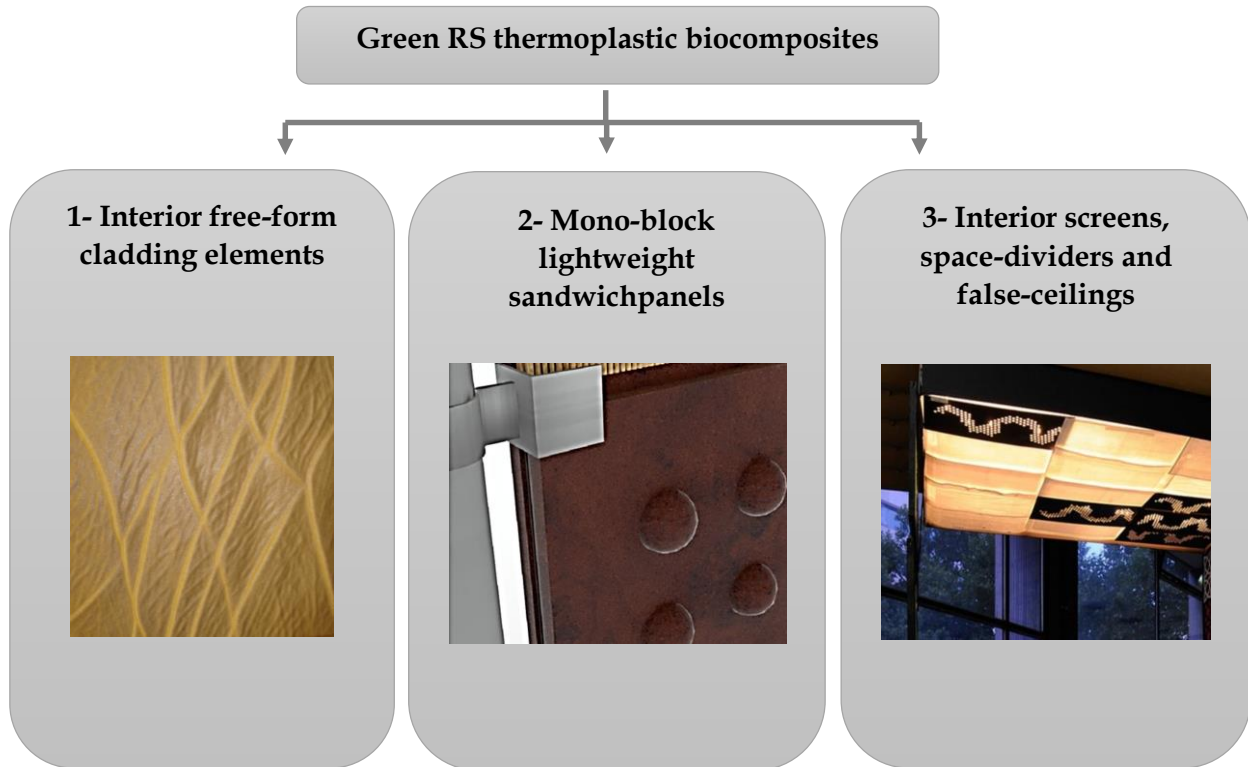 Green RS thermoplastic biocomposites
1- Interior free-form
cladding elements
2- Mono-block
lightweight
sandwichpanels
3- Interior screens,
space-dividers and
false-ceilings